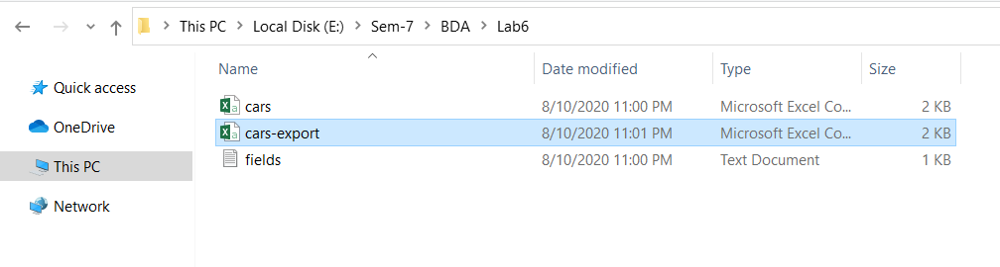 This PC > Local Disk (E:) > Sem-7 > BDA > Lab6
Name Date modified Type Size
Quick access
cars 8/10/2020 11:00 PM Microsoft Excel Co... 2 KB
OneDrive
cars-export 8/10/2020 11:01 PM Microsoft Excel Co... 2 KB
fields 8/10/2020 11:00 PM Text Document 1 KB
This PC
Network